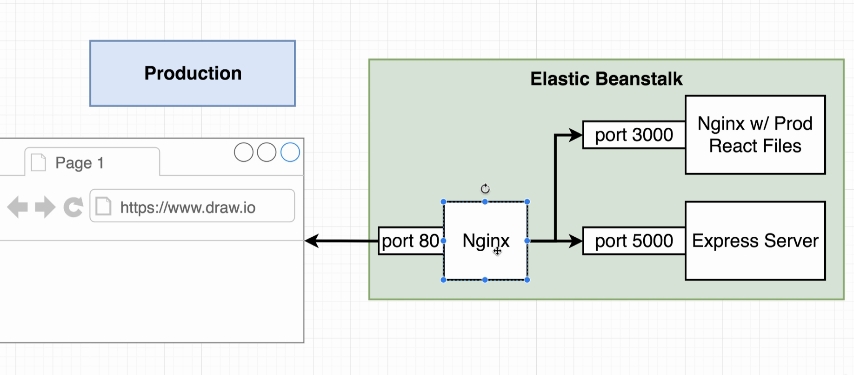 Production
Elastic Beanstalk
Page 1
https://www.draw.io
port 80
Nginx
port 3000
Nginx w/ Prod
React Files
port 5000
Express Server